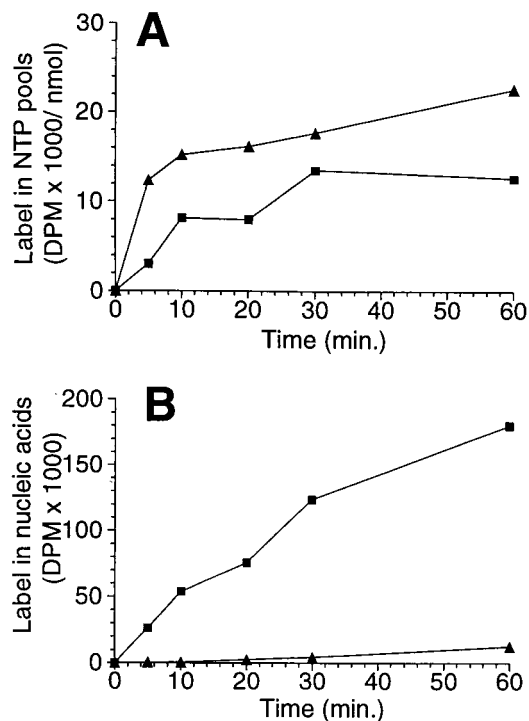 A
Label in NTP pools
(DPM x 1000/ nmol)
30
20
10
0
0 10 20 30 40 50 60
Time (min.)
B
Label in nucleic acids
(DPM x 1000)
200
150
100
50
0
0 10 20 30 40 50 60
Time (min.)